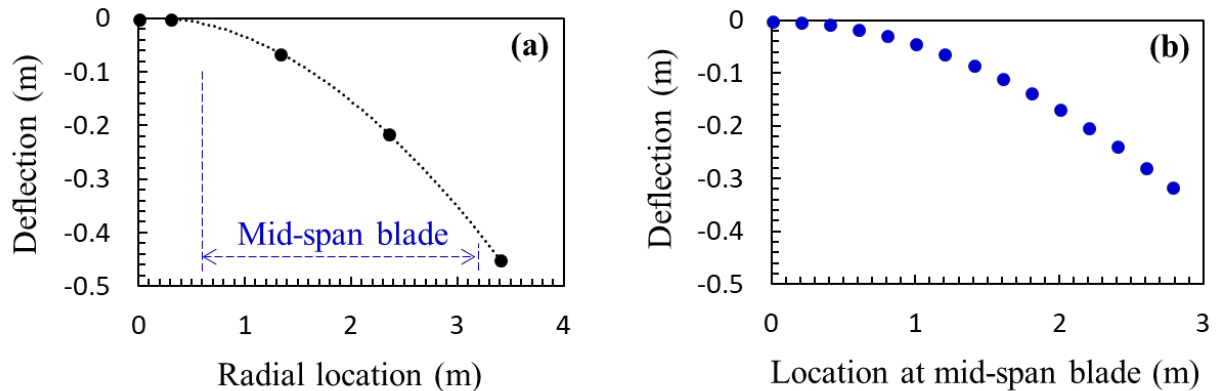 (a)
Deflection (m)
0
-0.1
-0.2
-0.3
-0.4
-0.5
Mid-span blade
0 1 2 3 4
Radial location (m)
(b)
Deflection (m)
0
-0.1
-0.2
-0.3
-0.4
-0.5
0 1 2 3
Location at mid-span blade (m)